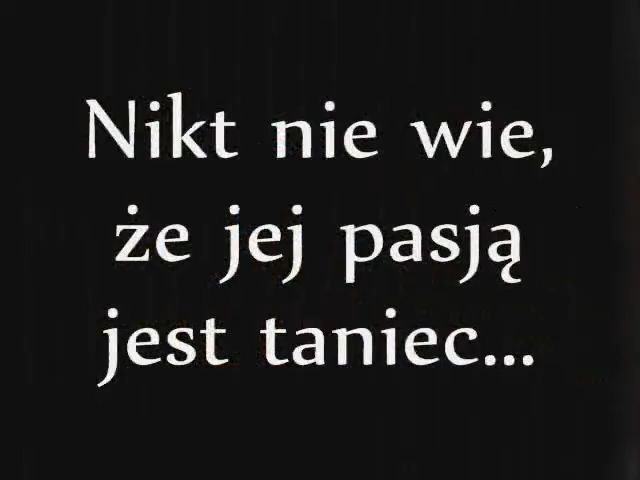 Nikt nie wie,
że jej pasją
jest taniec...